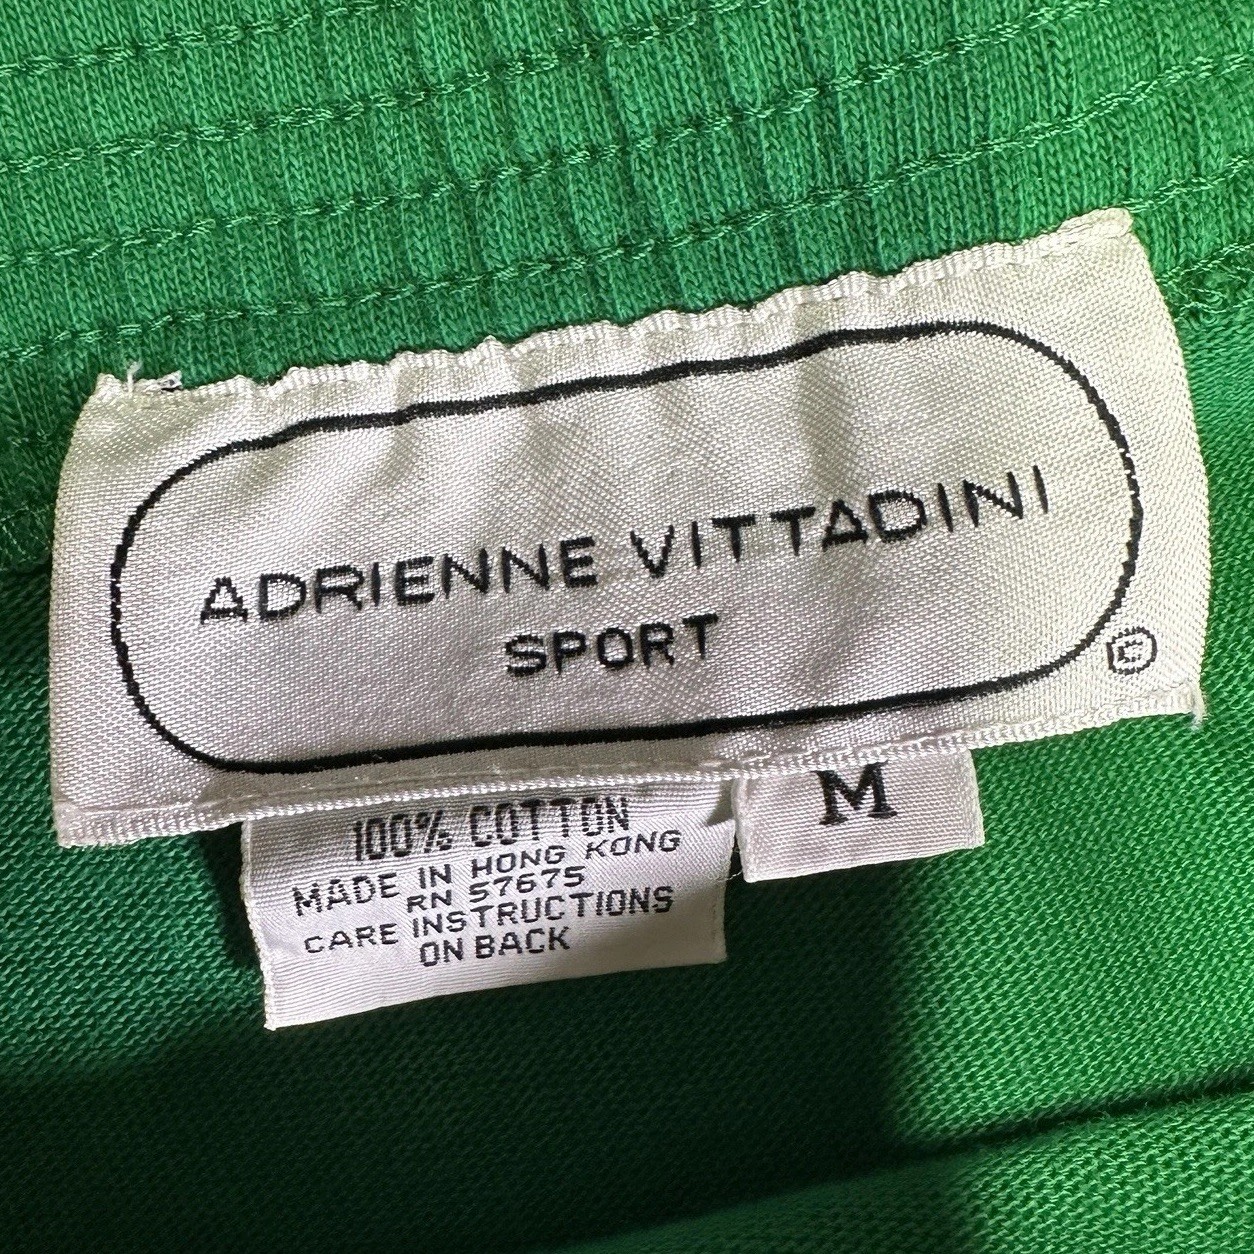 ADRIENNE VITTADINI
SPORT
©
M
100% COTTON
MADE IN HONG KONG
RN 57675
CARE INSTRUCTIONS
ON BACK